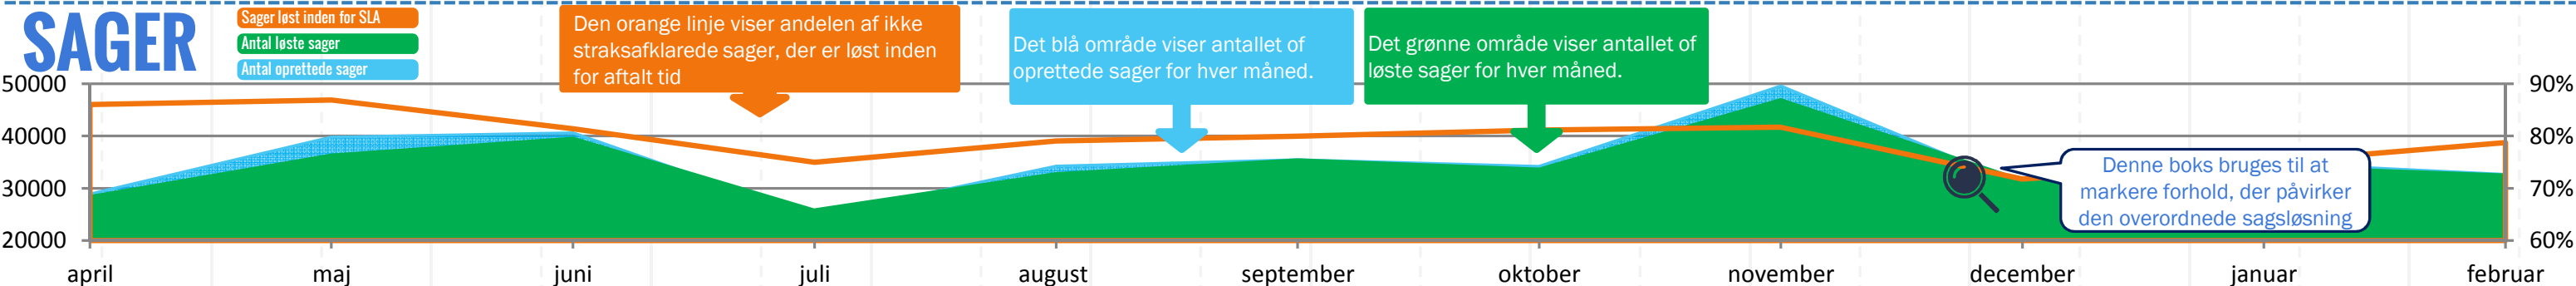 SAGER
Sager løst inden for SLA
Antal løste sager
Antal oprettede sager
Den orange linje viser andelen af ikke
straksafklarede sager, der er løst inden
for aftalt tid
Det blå område viser antallet of
oprettede sager for hver måned.
Det grønne område viser antallet of
løste sager for hver måned.
Denne boks bruges til at
markere forhold, der påvirker
den overordnede sagsløsning
50000
40000
30000
20000
90%
80%
70%
60%
april maj juni juli august september oktober november december januar februar